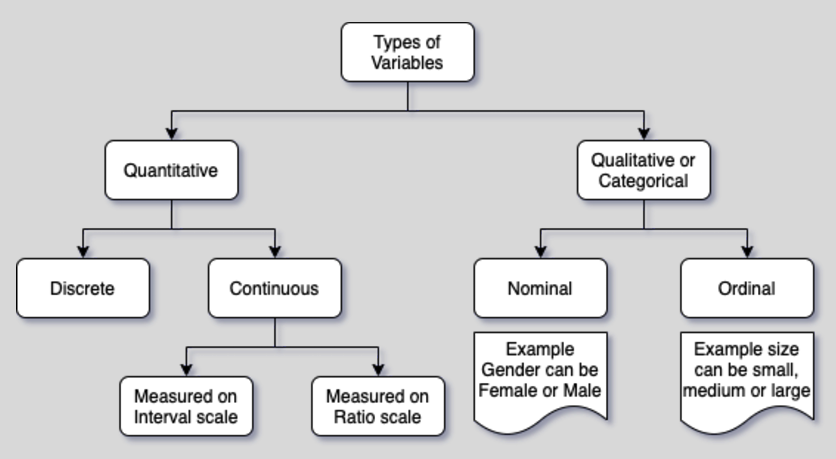 Types of
Variables
Quantitative
Qualitative or
Categorical
Discrete
Continuous
Nominal
Ordinal
Measured on
Interval scale
Measured on
Ratio scale
Example
Gender can be
Female or Male
Example size
can be small,
medium or large